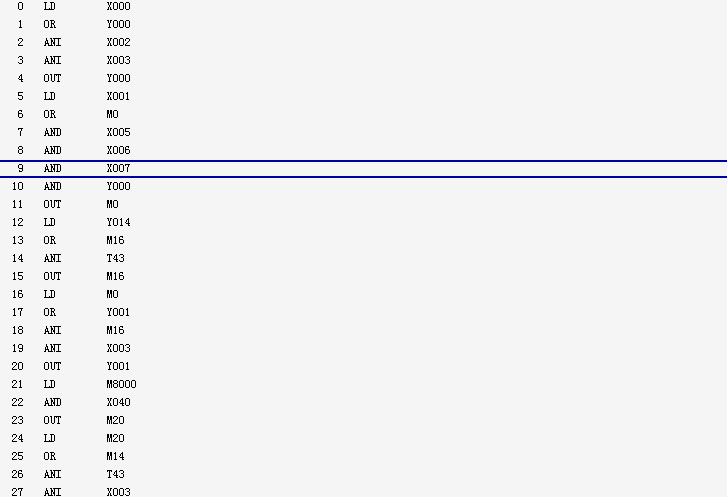 0 LD X000
1 OR Y000
2 ANI X002
3 ANI X003
4 OUT Y000
5 LD X001
6 OR M0
7 AND X005
8 AND X006
9 AND X007
10 AND Y000
11 OUT M0
12 LD Y014
13 OR M16
14 ANI T43
15 OUT M16
16 LD M0
17 OR Y001
18 ANI M16
19 ANI X003
20 OUT Y001
21 LD M8000
22 AND X040
23 OUT M20
24 LD M20
25 OR M14
26 ANI T43
27 ANI X003